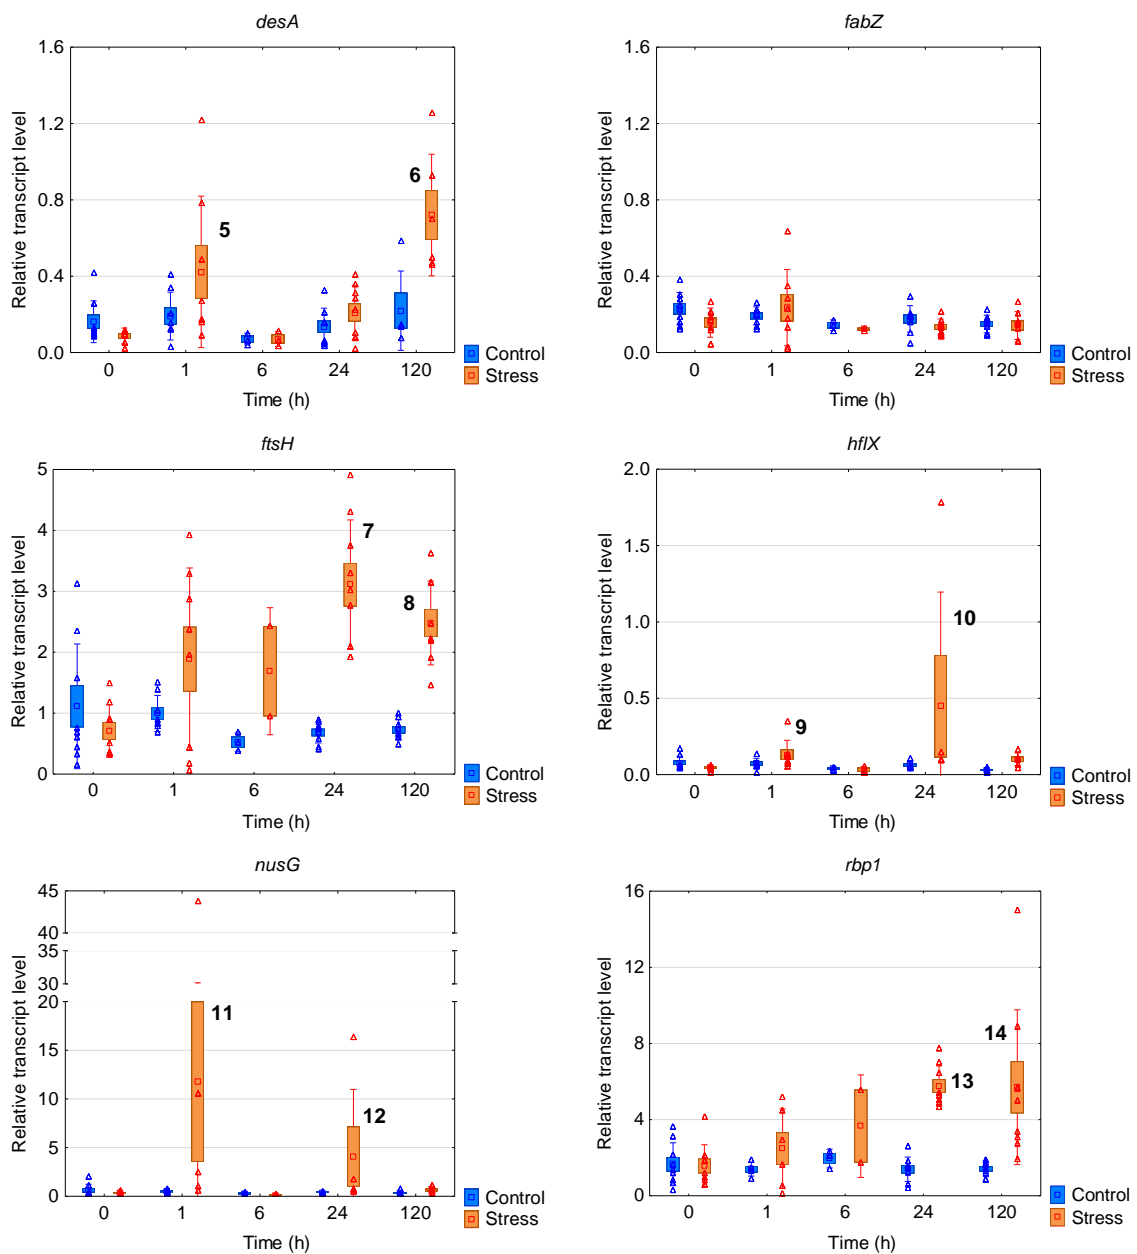 desA
Relative transcript level
1.6
1.2
0.8
0.4
0.0
5
6
0 1 6 24 120
Time (h)
Control
Stress
fabZ
Relative transcript level
1.6
1.2
0.8
0.4
0.0
0 1 6 24 120
Time (h)
Control
Stress
ftsH
Relative transcript level
5
4
3
2
1
0
7
8
0 1 6 24 120
Time (h)
Control
Stress
hflX
Relative transcript level
2.0
1.5
1.0
0.5
0.0
9
10
0 1 6 24 120
Time (h)
Control
Stress
nusG
Relative transcript level
45
40
35
30
20
15
10
5
0
11
12
0 1 6 24 120
Time (h)
Control
Stress
rbp1
Relative transcript level
16
12
8
4
0
13
14
0 1 6 24 120
Time (h)
Control
Stress